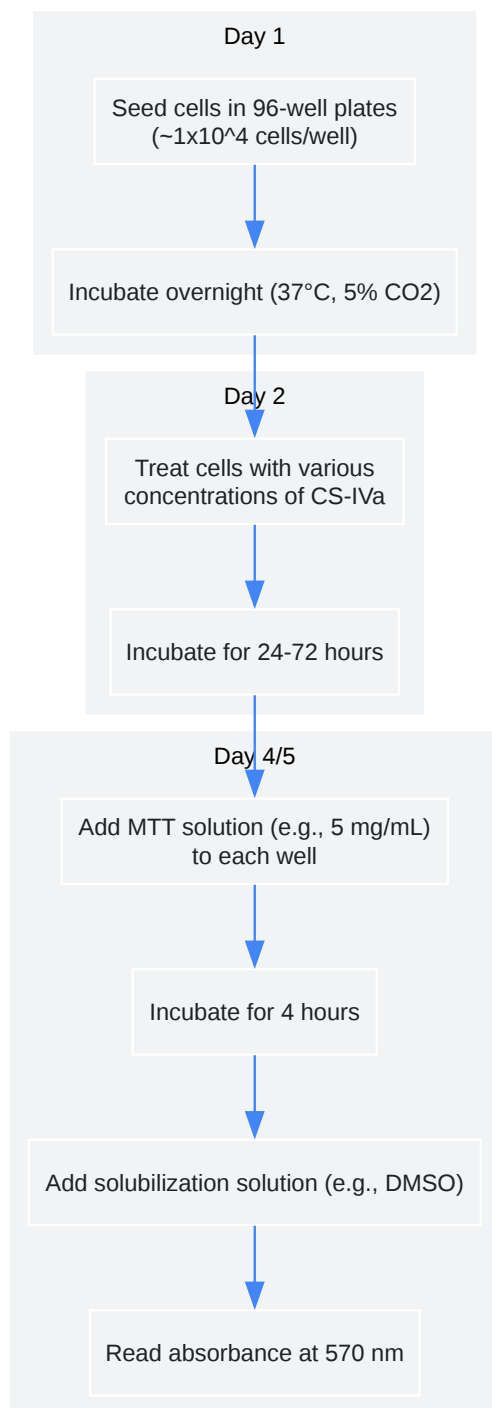 Day 1
Seed cells in 96-well plates
(~1x10^4 cells/well)
Incubate overnight (37°C, 5% CO2)
Day 2
Treat cells with various
concentrations of CS-IVa
Incubate for 24-72 hours
Day 4/5
Add MTT solution (e.g., 5 mg/mL)
to each well
Incubate for 4 hours
Add solubilization solution (e.g., DMSO)
Read absorbance at 570 nm